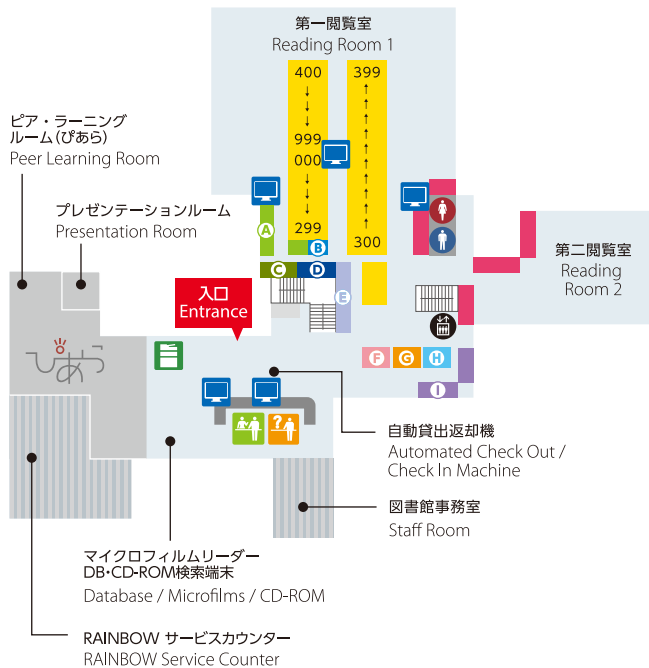 第一閲覧室
Reading Room 1
400
399
999
000
299
300
ピア・ラーニング
ルーム(ぴあら)
Peer Learning Room
プレゼンテーションルーム
Presentation Room
A
B
C
D
E
第二閲覧室
Reading
Room 2
入口
Entrance
ぴあら
F
G
H
I
?
自動貸出返却機
Automated Check Out /
Check In Machine
図書館事務室
Staff Room
マイクロフィルムリーダー
DB・CD-ROM検索端末
Database / Microfilms / CD-ROM
RAINBOW サービスカウンター
RAINBOW Service Counter